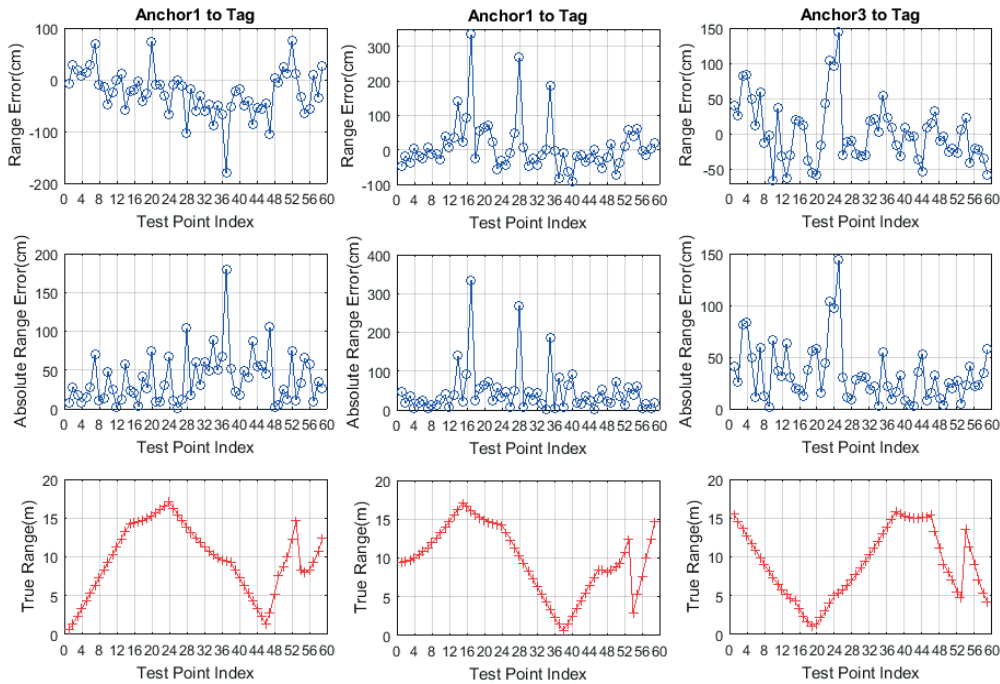 Anchor1 to Tag
Anchor1 to Tag
Anchor3 to Tag
Range Error(cm)
100
0
-100
-200
0 4 8 12 16 20 24 28 32 36 40 44 48 52 56 60
Test Point Index
Range Error(cm)
300
200
100
0
-100
0 4 8 12 16 20 24 28 32 36 40 44 48 52 56 60
Test Point Index
Range Error(cm)
150
100
50
0
-50
0 4 8 12 16 20 24 28 32 36 40 44 48 52 56 60
Test Point Index
Absolute Range Error(cm)
200
150
100
50
0
0 4 8 12 16 20 24 28 32 36 40 44 48 52 56 60
Test Point Index
Absolute Range Error(cm)
400
300
200
100
0
0 4 8 12 16 20 24 28 32 36 40 44 48 52 56 60
Test Point Index
Absolute Range Error(cm)
150
100
50
0
0 4 8 12 16 20 24 28 32 36 40 44 48 52 56 60
Test Point Index
True Range(m)
20
15
10
5
0
0 4 8 12 16 20 24 28 32 36 40 44 48 52 56 60
Test Point Index
True Range(m)
20
15
10
5
0
0 4 8 12 16 20 24 28 32 36 40 44 48 52 56 60
Test Point Index
True Range(m)
20
15
10
5
0
0 4 8 12 16 20 24 28 32 36 40 44 48 52 56 60
Test Point Index